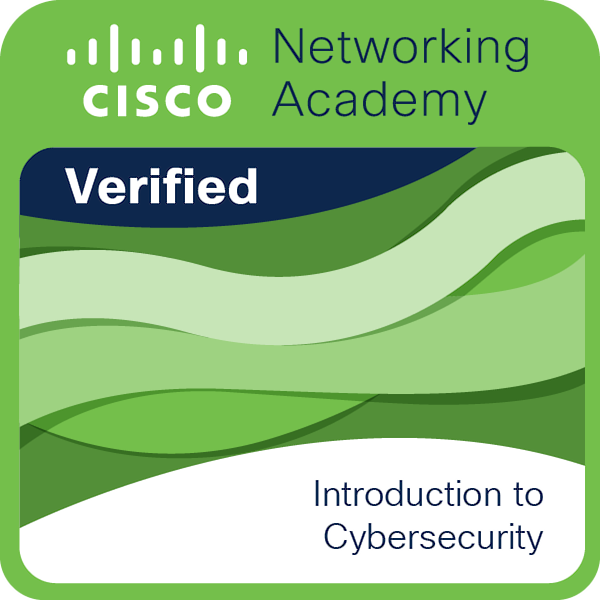 CISCO
Networking
Academy
Verified
Introduction to
Cybersecurity